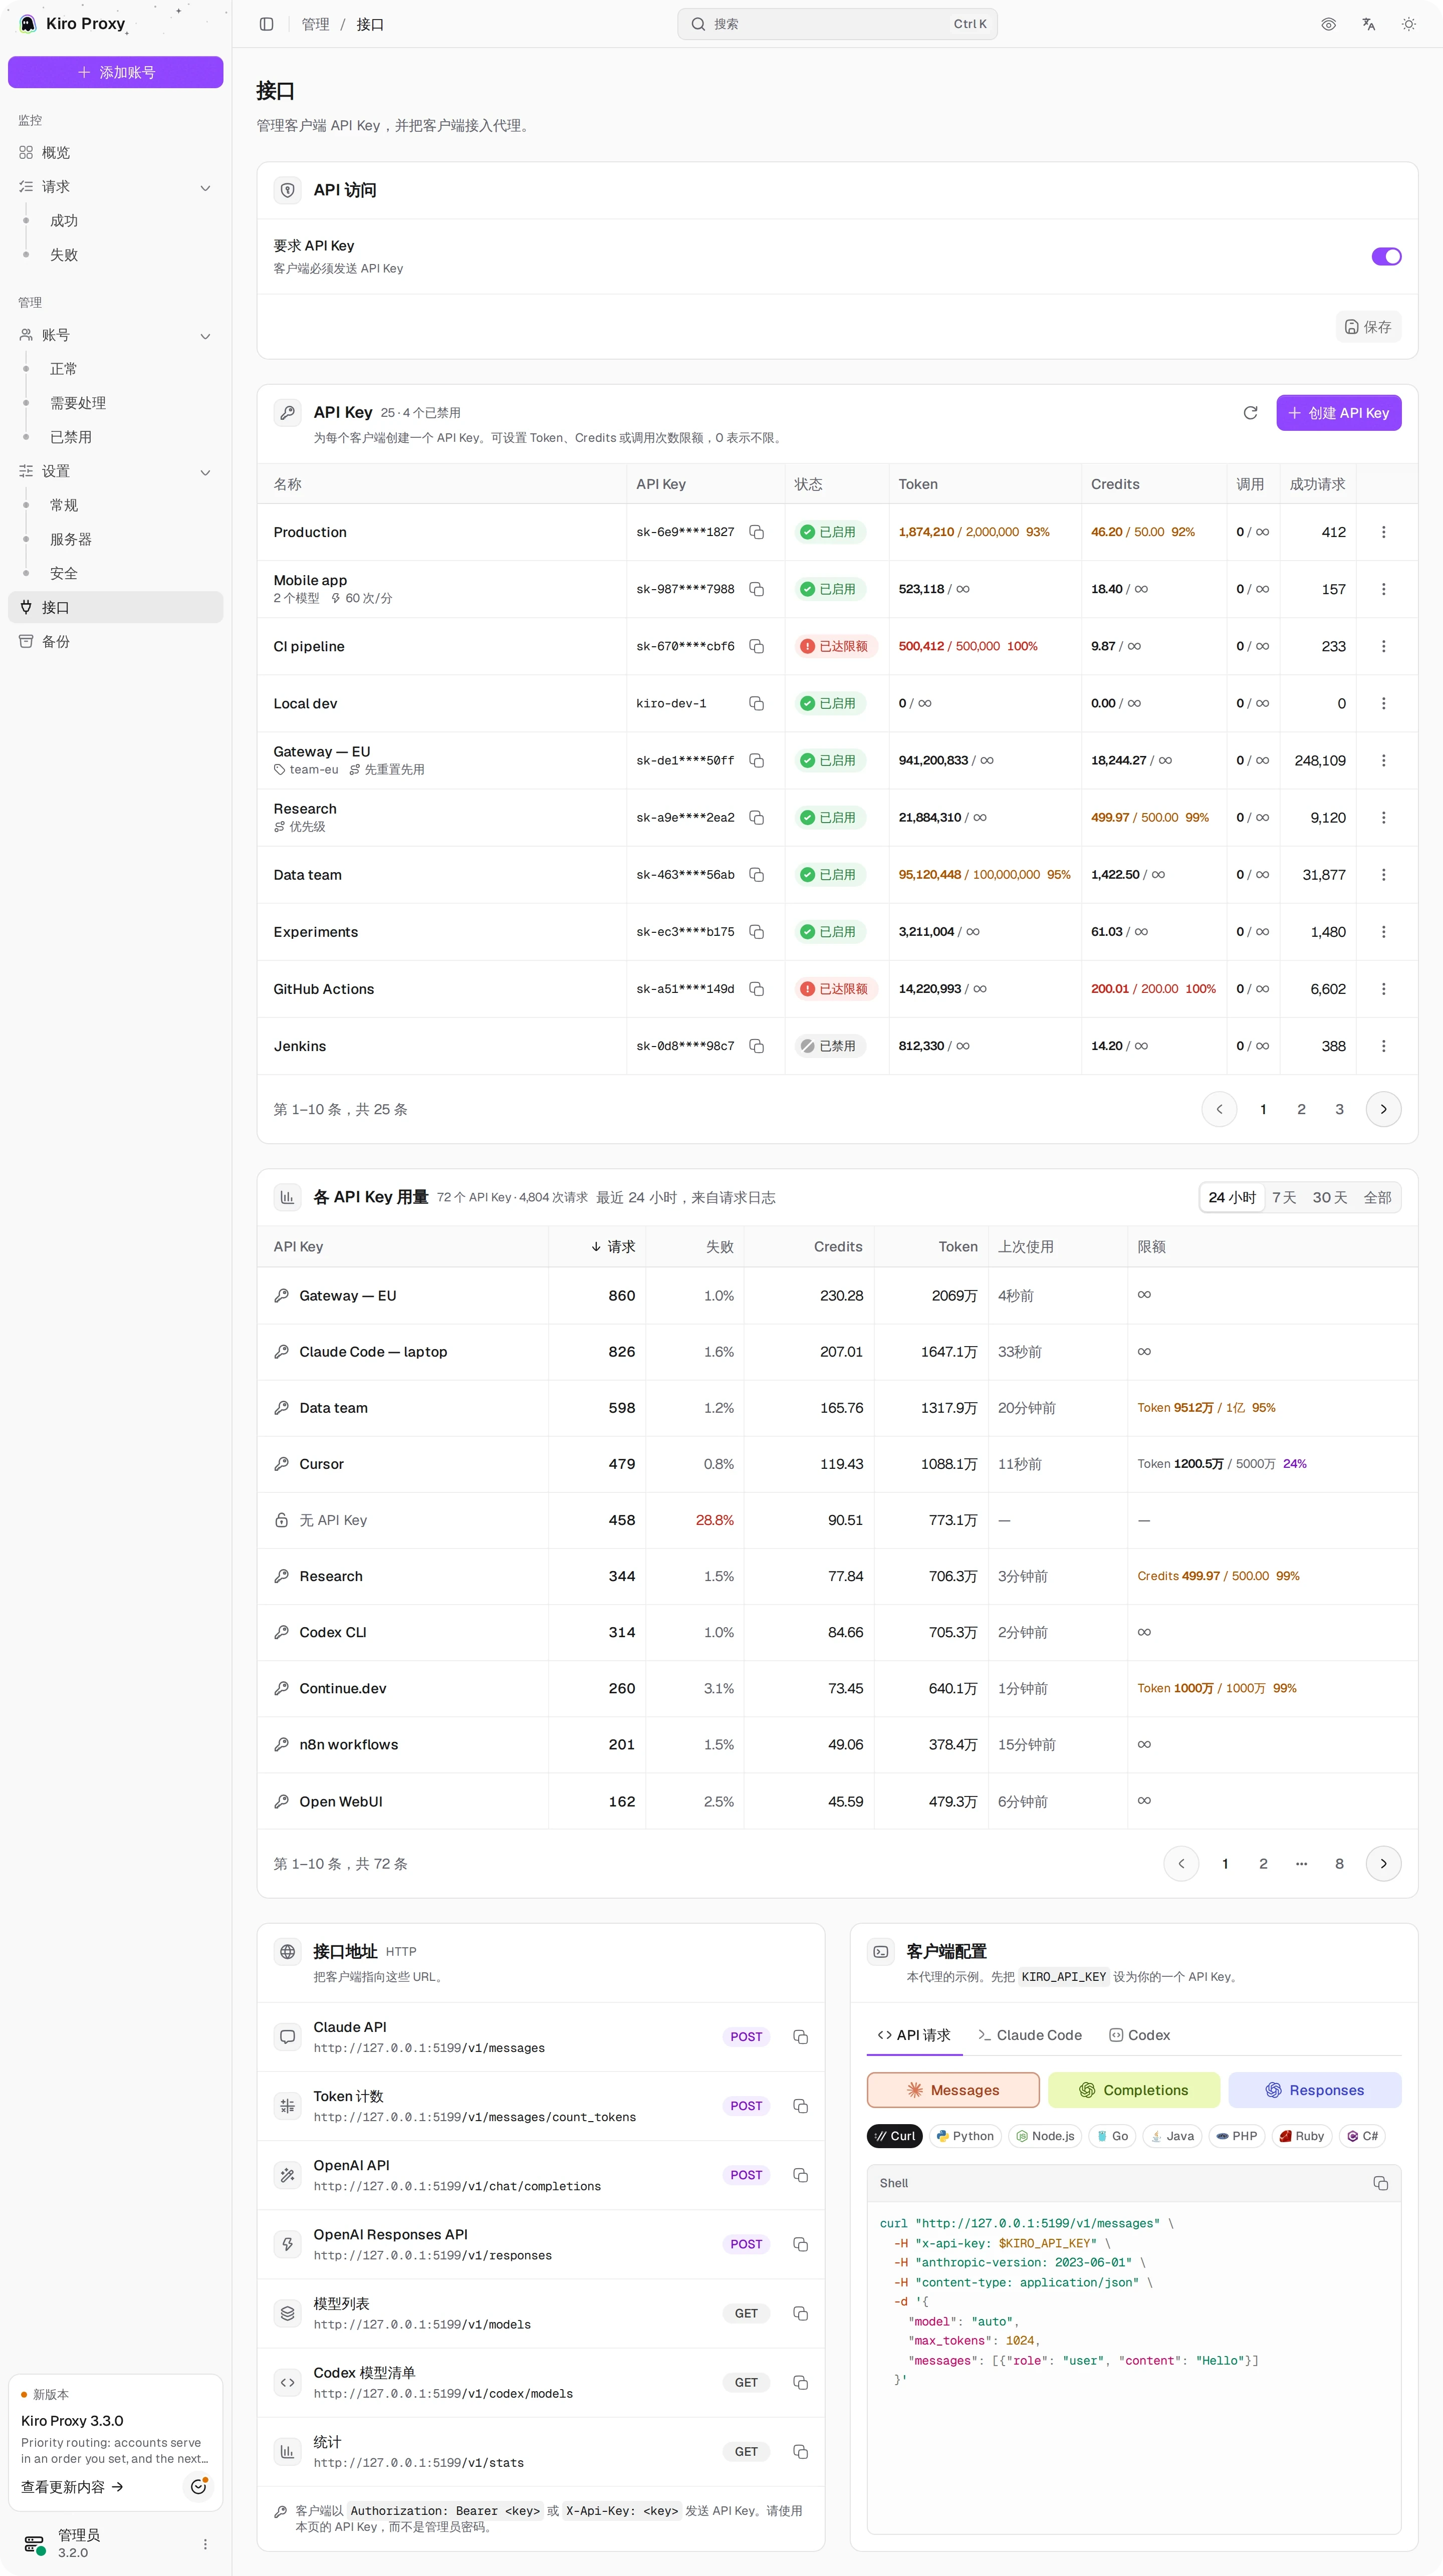 Kiro Proxy
添加账号
监控
概览
请求
成功
失败
管理
账号
正常
需要处理
已禁用
设置
常规
服务器
安全
接口
备份
新版本
Kiro Proxy 3.3.0
Priority routing: accounts serve
in an order you set, and the next...
查看更新内容 →
管理员
3.2.0
管理 / 接口
搜索 Ctrl K
接口
管理客户端 API Key，并把客户端接入代理。
API 访问
要求 API Key
客户端必须发送 API Key
保存
API Key 25 · 4 个已禁用
为每个客户端创建一个 API Key。可设置 Token、Credits 或调用次数限额，0 表示不限。
创建 API Key
名称 API Key 状态 Token Credits 调用 成功请求
Production sk-6e9****1827 已启用 1,874,210 / 2,000,000 93% 46.20 / 50.00 92% 0 / ∞ 412
Mobile app
2 个模型 60 次/分
sk-987****7988 已启用 523,118 / ∞ 18.40 / ∞ 0 / ∞ 157
CI pipeline sk-670****cbf6 已达限额 500,412 / 500,000 100% 9.87 / ∞ 0 / ∞ 233
Local dev kiro-dev-1 已启用 0 / ∞ 0.00 / ∞ 0 / ∞ 0
Gateway — EU
team-eu 先重置先用
sk-de1****50ff 已启用 941,200,833 / ∞ 18,244.27 / ∞ 0 / ∞ 248,109
Research
优先级
sk-a9e****2ea2 已启用 21,884,310 / ∞ 499.97 / 500.00 99% 0 / ∞ 9,120
Data team sk-463****56ab 已启用 95,120,448 / 100,000,000 95% 1,422.50 / ∞ 0 / ∞ 31,877
Experiments sk-ec3****b175 已启用 3,211,004 / ∞ 61.03 / ∞ 0 / ∞ 1,480
GitHub Actions sk-a51****149d 已达限额 14,220,993 / ∞ 200.01 / 200.00 100% 0 / ∞ 6,602
Jenkins sk-0d8****98c7 已禁用 812,330 / ∞ 14.20 / ∞ 0 / ∞ 388
第 1–10 条，共 25 条 1 2 3
各 API Key 用量 72 个 API Key · 4,804 次请求 最近 24 小时，来自请求日志
24 小时 7 天 30 天 全部
API Key ↓ 请求 失败 Credits Token 上次使用 限额
Gateway — EU 860 1.0% 230.28 2069万 4秒前 ∞
Claude Code — laptop 826 1.6% 207.01 1647.1万 33秒前 ∞
Data team 598 1.2% 165.76 1317.9万 20分钟前 Token 9512万 / 1亿 95%
Cursor 479 0.8% 119.43 1088.1万 11秒前 Token 1200.5万 / 5000万 24%
无 API Key 458 28.8% 90.51 773.1万 — —
Research 344 1.5% 77.84 706.3万 3分钟前 Credits 499.97 / 500.00 99%
Codex CLI 314 1.0% 84.66 705.3万 2分钟前 ∞
Continue.dev 260 3.1% 73.45 640.1万 1分钟前 Token 1000万 / 1000万 99%
n8n workflows 201 1.5% 49.06 378.4万 15分钟前 ∞
Open WebUI 162 2.5% 45.59 479.3万 6分钟前 ∞
第 1–10 条，共 72 条 1 2 ••• 8
接口地址 HTTP
把客户端指向这些 URL。
Claude API
http://127.0.0.1:5199/v1/messages
POST
Token 计数
http://127.0.0.1:5199/v1/messages/count_tokens
POST
OpenAI API
http://127.0.0.1:5199/v1/chat/completions
POST
OpenAI Responses API
http://127.0.0.1:5199/v1/responses
POST
模型列表
http://127.0.0.1:5199/v1/models
GET
Codex 模型清单
http://127.0.0.1:5199/v1/codex/models
GET
统计
http://127.0.0.1:5199/v1/stats
GET
客户端以 Authorization: Bearer <key> 或 X-Api-Key: <key> 发送 API Key。请使用
本页的 API Key，而不是管理员密码。
客户端配置
本代理的示例。先把 KIRO_API_KEY 设为你的一个 API Key。
API 请求 Claude Code Codex
Messages Completions Responses
Curl Python Node.js Go Java PHP Ruby C#
Shell
curl "http://127.0.0.1:5199/v1/messages" \
-H "x-api-key: $KIRO_API_KEY" \
-H "anthropic-version: 2023-06-01" \
-H "content-type: application/json" \
-d '{
"model": "auto",
"max_tokens": 1024,
"messages": [{"role": "user", "content": "Hello"}]
}'